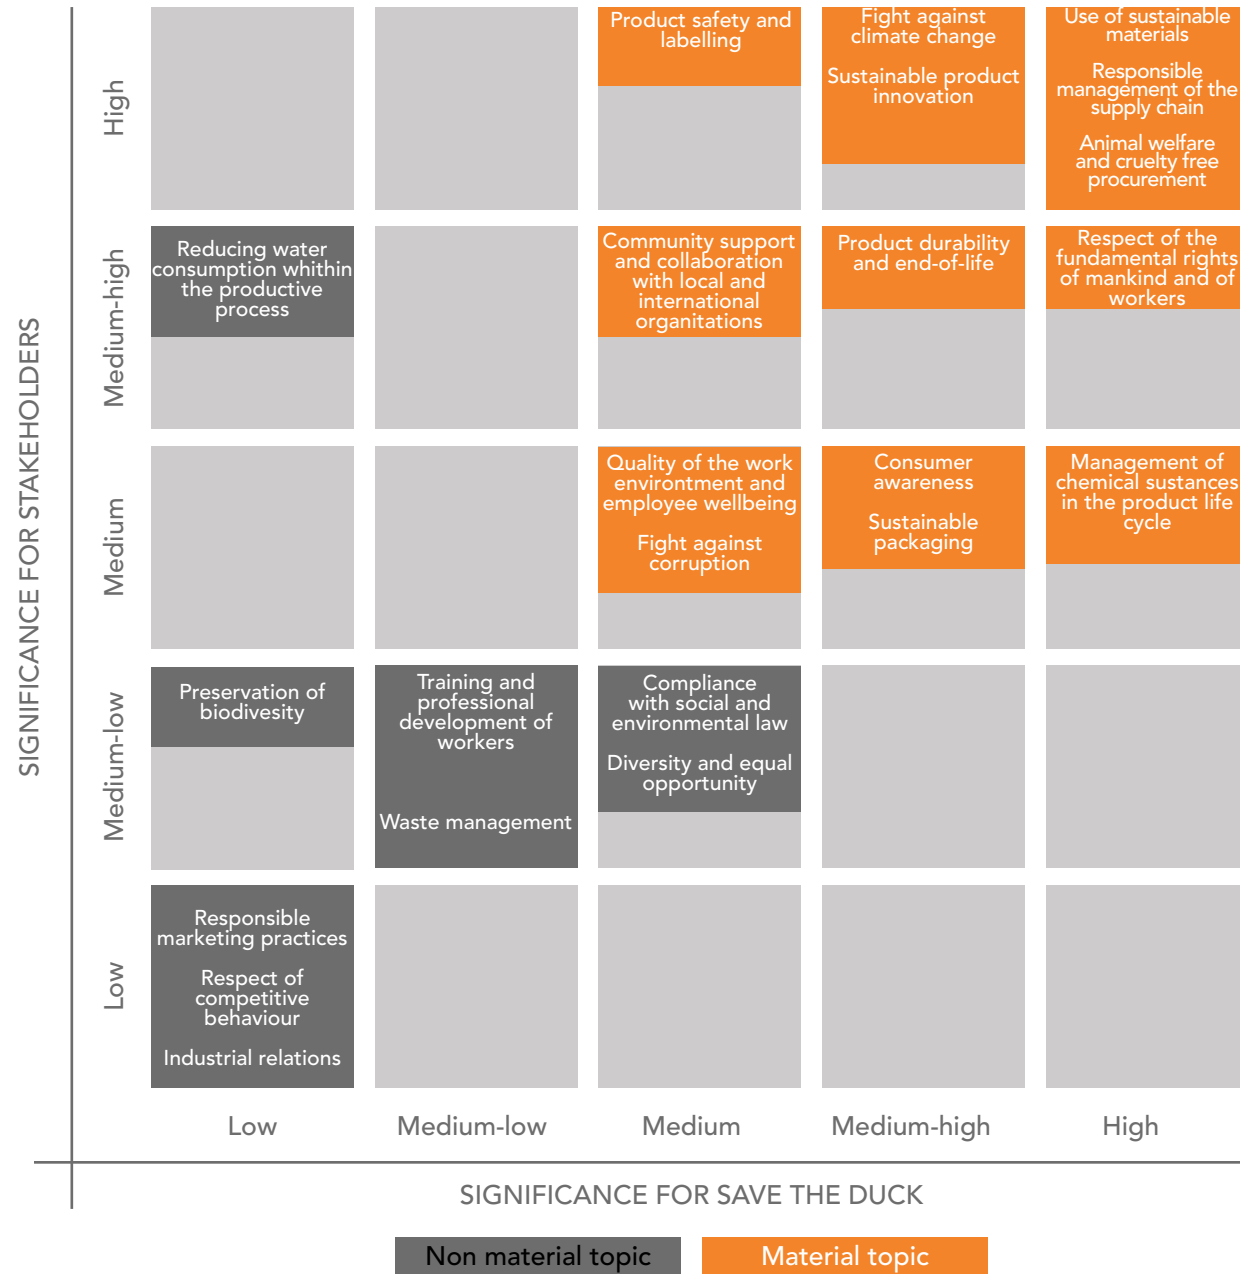 SIGNIFICANCE FOR STAKEHOLDERS
High
Product safety and
labelling
Fight against
climate change
Sustainable product
innovation
Use of sustainable
materials
Responsible
management of the
supply chain
Animal welfare
and cruelty free
procurement
Medium-high
Reducing water
consumption whithin
the productive
process
Community support
and collaboration
with local and
international
organitations
Product durability
and end-of-life
Respect of the
fundamental rights
of mankind and of
workers
Medium
Quality of the work
environtment and
employee wellbeing
Fight against
corruption
Consumer
awareness
Sustainable
packaging
Management of
chemical sustances
in the product life
cycle
Medium-low
Preservation of
biodivesity
Training and
professional
development of
workers
Waste management
Compliance
with social and
environmental law
Diversity and equal
opportunity
Low
Responsible
marketing practices
Respect of
competitive
behaviour
Industrial relations
Low
Medium-low
Medium
Medium-high
High
SIGNIFICANCE FOR SAVE THE DUCK
Non material topic
Material topic